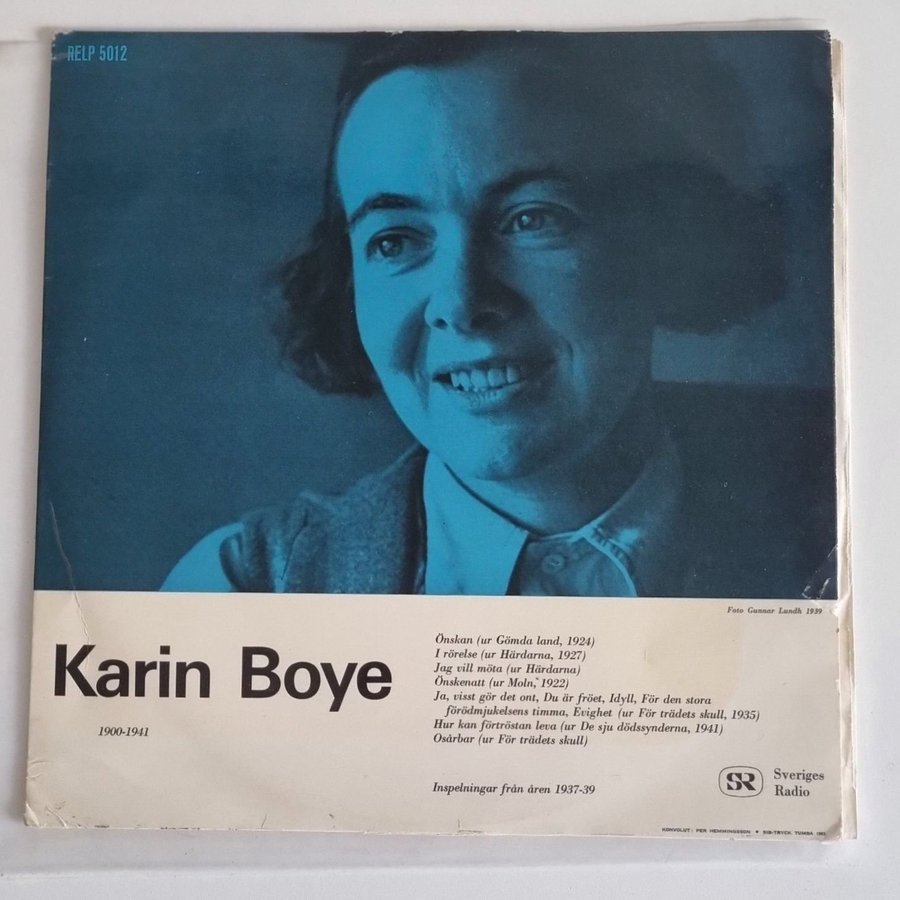 RELP 5012
Foto Gunnar Lundh 1939
Karin Boye
1900-1941
Önskan (ur Gömda land, 1924)
I rörelse (ur Härdarna, 1927)
Jag vill möta (ur Härdarna)
Önskenatt (ur Moln, 1922)
Ja, visst gör det ont, Du är fröet, Idyll, För den stora
förödmjukelsens timma, Evighet (ur För trädets skull, 1935)
Hur kan förtröstan leva (ur De sju dödssynderna, 1941)
Osårbar (ur För trädets skull)
Inspelningar från åren 1937-39
SR
Sveriges
Radio
KONVOLUT: PER HEMMINGSSON • SIB-TRYCK, TUMBA